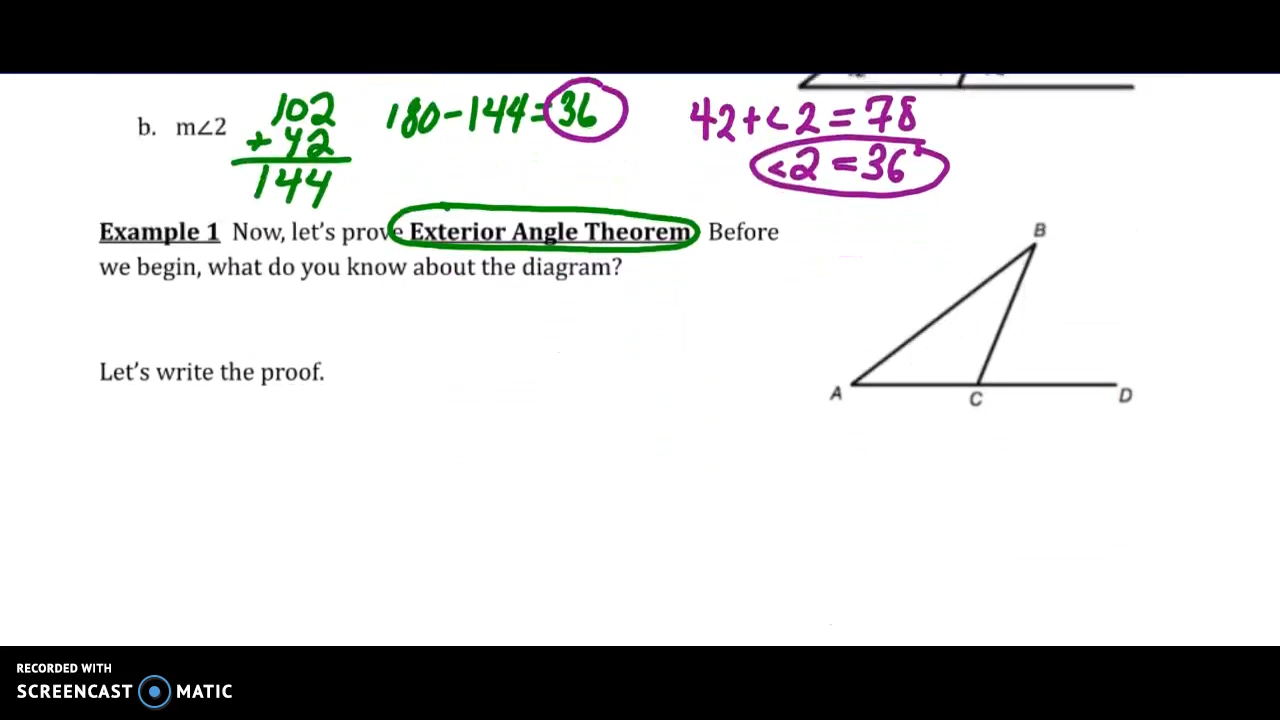 b. m∠2
102
+ 42
144
180-144=36
42+<2=78
<2=36°
Example 1 Now, let's prove Exterior Angle Theorem. Before
we begin, what do you know about the diagram?
B
Let's write the proof.
A
C
D
RECORDED WITH
SCREENCAST MATIC